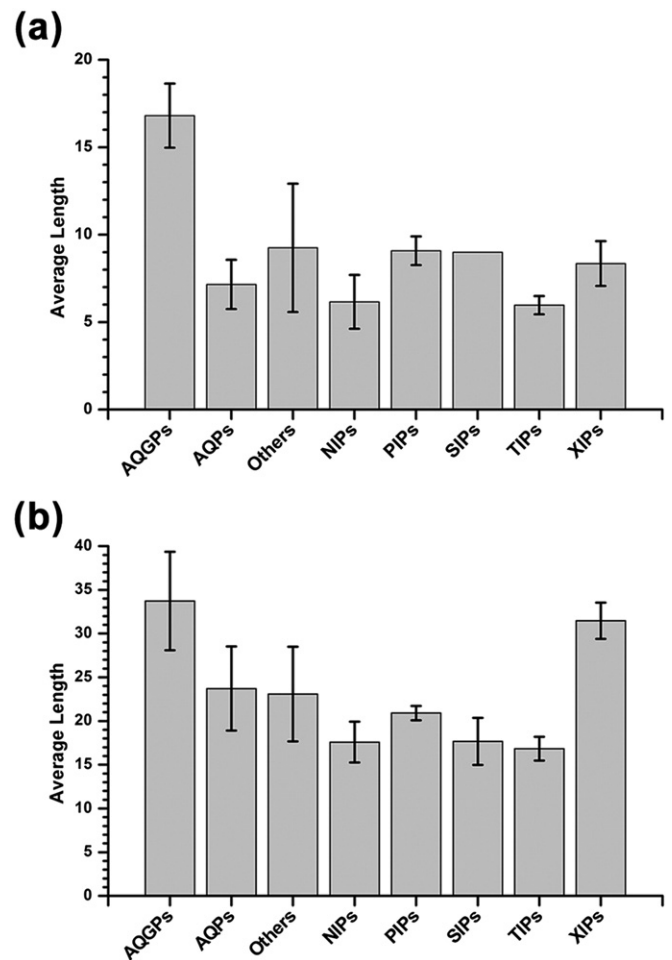 (a)
20
15
10
5
0
Average Length
AQGPs
AQPs
Others
NIPs
PIPs
SIPs
TIPs
XIPs
(b)
40
35
30
25
20
15
10
5
0
Average Length
AQGPs
AQPs
Others
NIPs
PIPs
SIPs
TIPs
XIPs